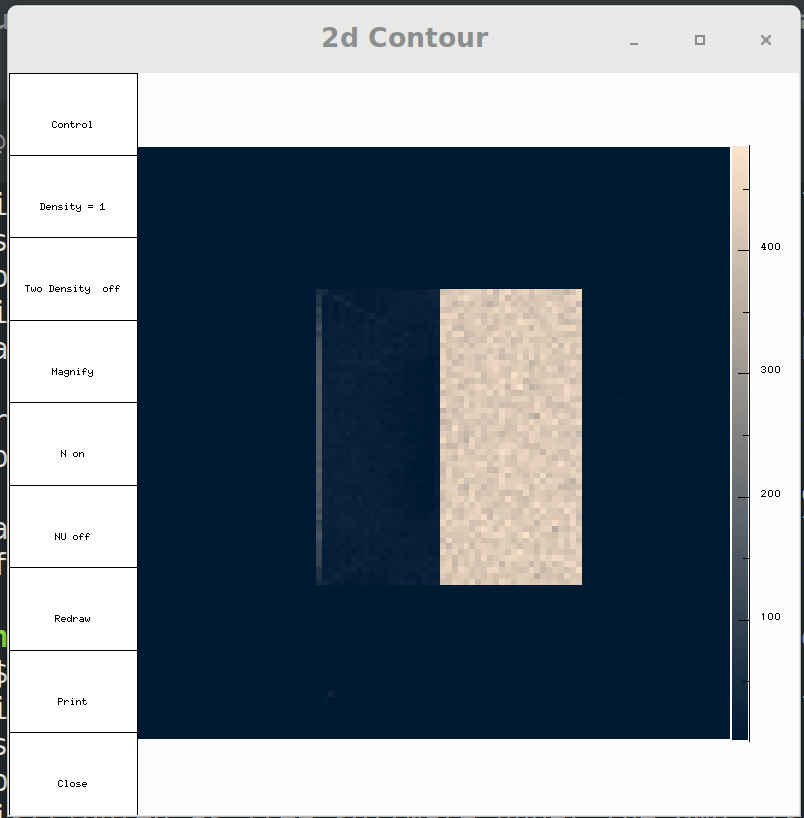 2d Contour
Control
Density = 1
Two Density off
Magnify
N on
NU off
Redraw
Print
Close
400
300
200
100